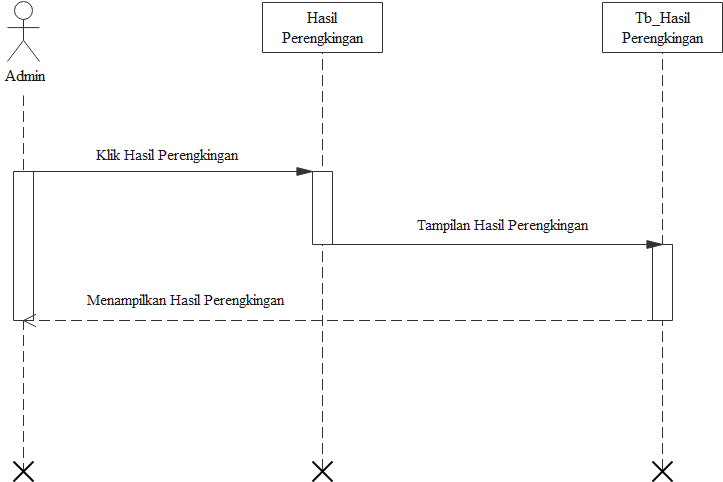 Hasil
Perengkingan
Tb_Hasil
Perengkingan
Admin
Klik Hasil Perengkingan
Tampilan Hasil Perengkingan
Menampilkan Hasil Perengkingan